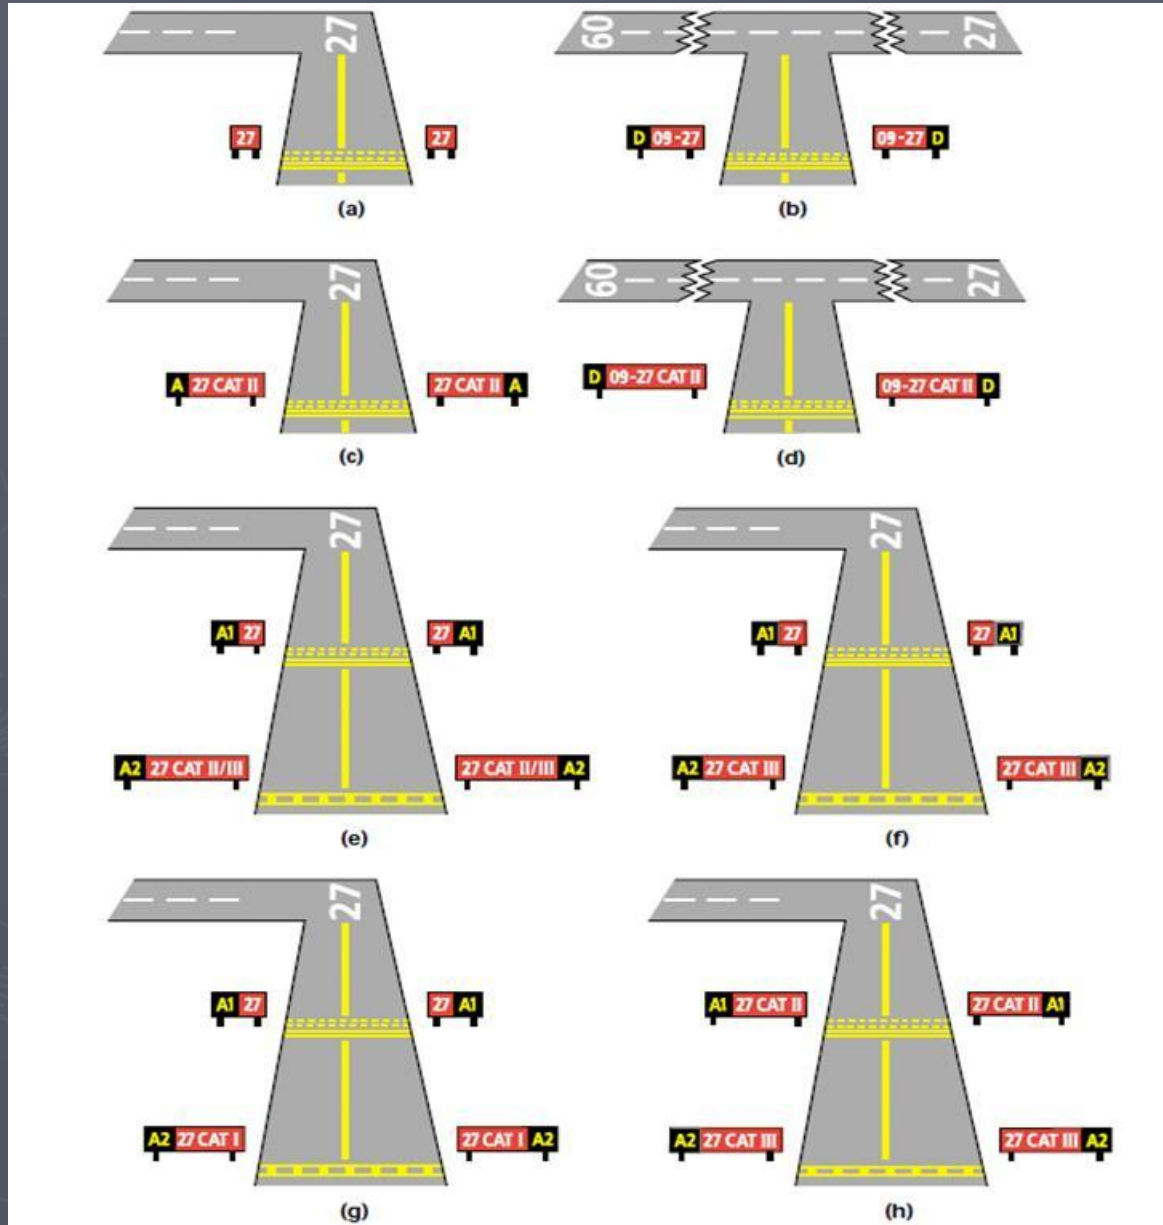 27
27
27
(a)
09
27
D 09-27
09-27 D
(b)
27
A 27 CAT II
27 CAT II A
(c)
09
27
D 09-27 CAT II
09-27 CAT II D
(d)
27
A1 27
27 A1
A2 27 CAT II/III
27 CAT II/III A2
(e)
27
A1 27
27 A1
A2 27 CAT III
27 CAT III A2
(f)
27
A1 27
27 A1
A2 27 CAT I
27 CAT I A2
(g)
27
A1 27 CAT II
27 CAT II A1
A2 27 CAT III
27 CAT III A2
(h)